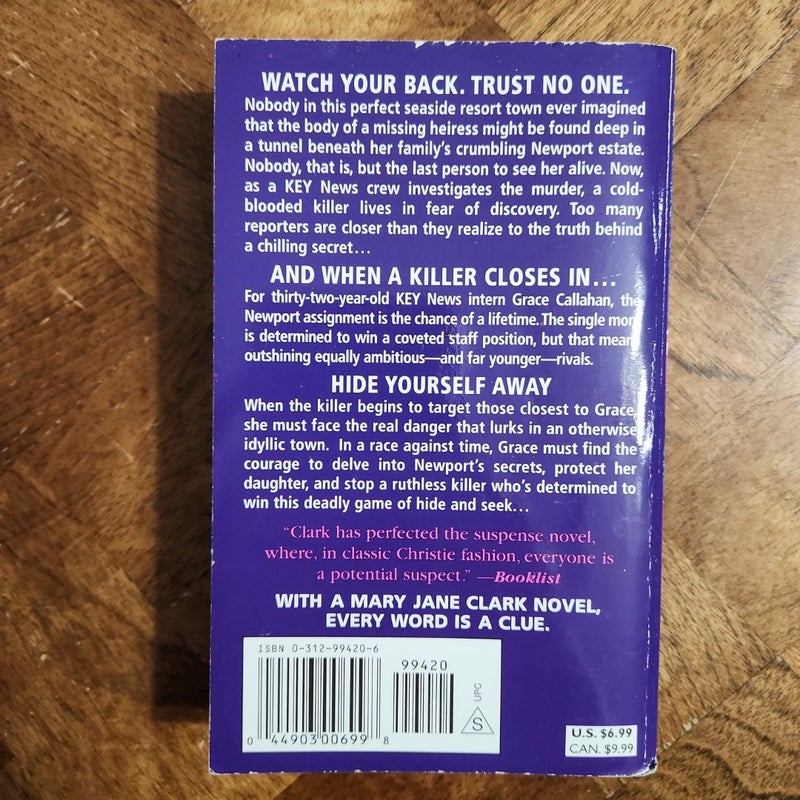 WATCH YOUR BACK. TRUST NO ONE.
Nobody in this perfect seaside resort town ever imagined
that the body of a missing heiress might be found deep in
a tunnel beneath her family's crumbling Newport estate.
Nobody, that is, but the last person to see her alive. Now,
as a KEY News crew investigates the murder, a cold-
blooded killer lives in fear of discovery. Too many
reporters are closer than they realize to the truth behind
a chilling secret...
AND WHEN A KILLER CLOSES IN...
For thirty-two-year-old KEY News intern Grace Callahan, the
Newport assignment is the chance of a lifetime. The single mom
is determined to win a coveted staff position, but that means
outshining equally ambitious—and far younger—rivals.
HIDE YOURSELF AWAY
When the killer begins to target those closest to Grace,
she must face the real danger that lurks in an otherwise
idyllic town. In a race against time, Grace must find the
courage to delve into Newport's secrets, protect her
daughter, and stop a ruthless killer who's determined to
win this deadly game of hide and seek...
"Clark has perfected the suspense novel,
where, in classic Christie fashion, everyone is
a potential suspect." —Booklist
WITH A MARY JANE CLARK NOVEL,
EVERY WORD IS A CLUE.
ISBN 0-312-99420-6
99420
UPC
S
0 44903 00699 8
U.S. $6.99
CAN. $9.99